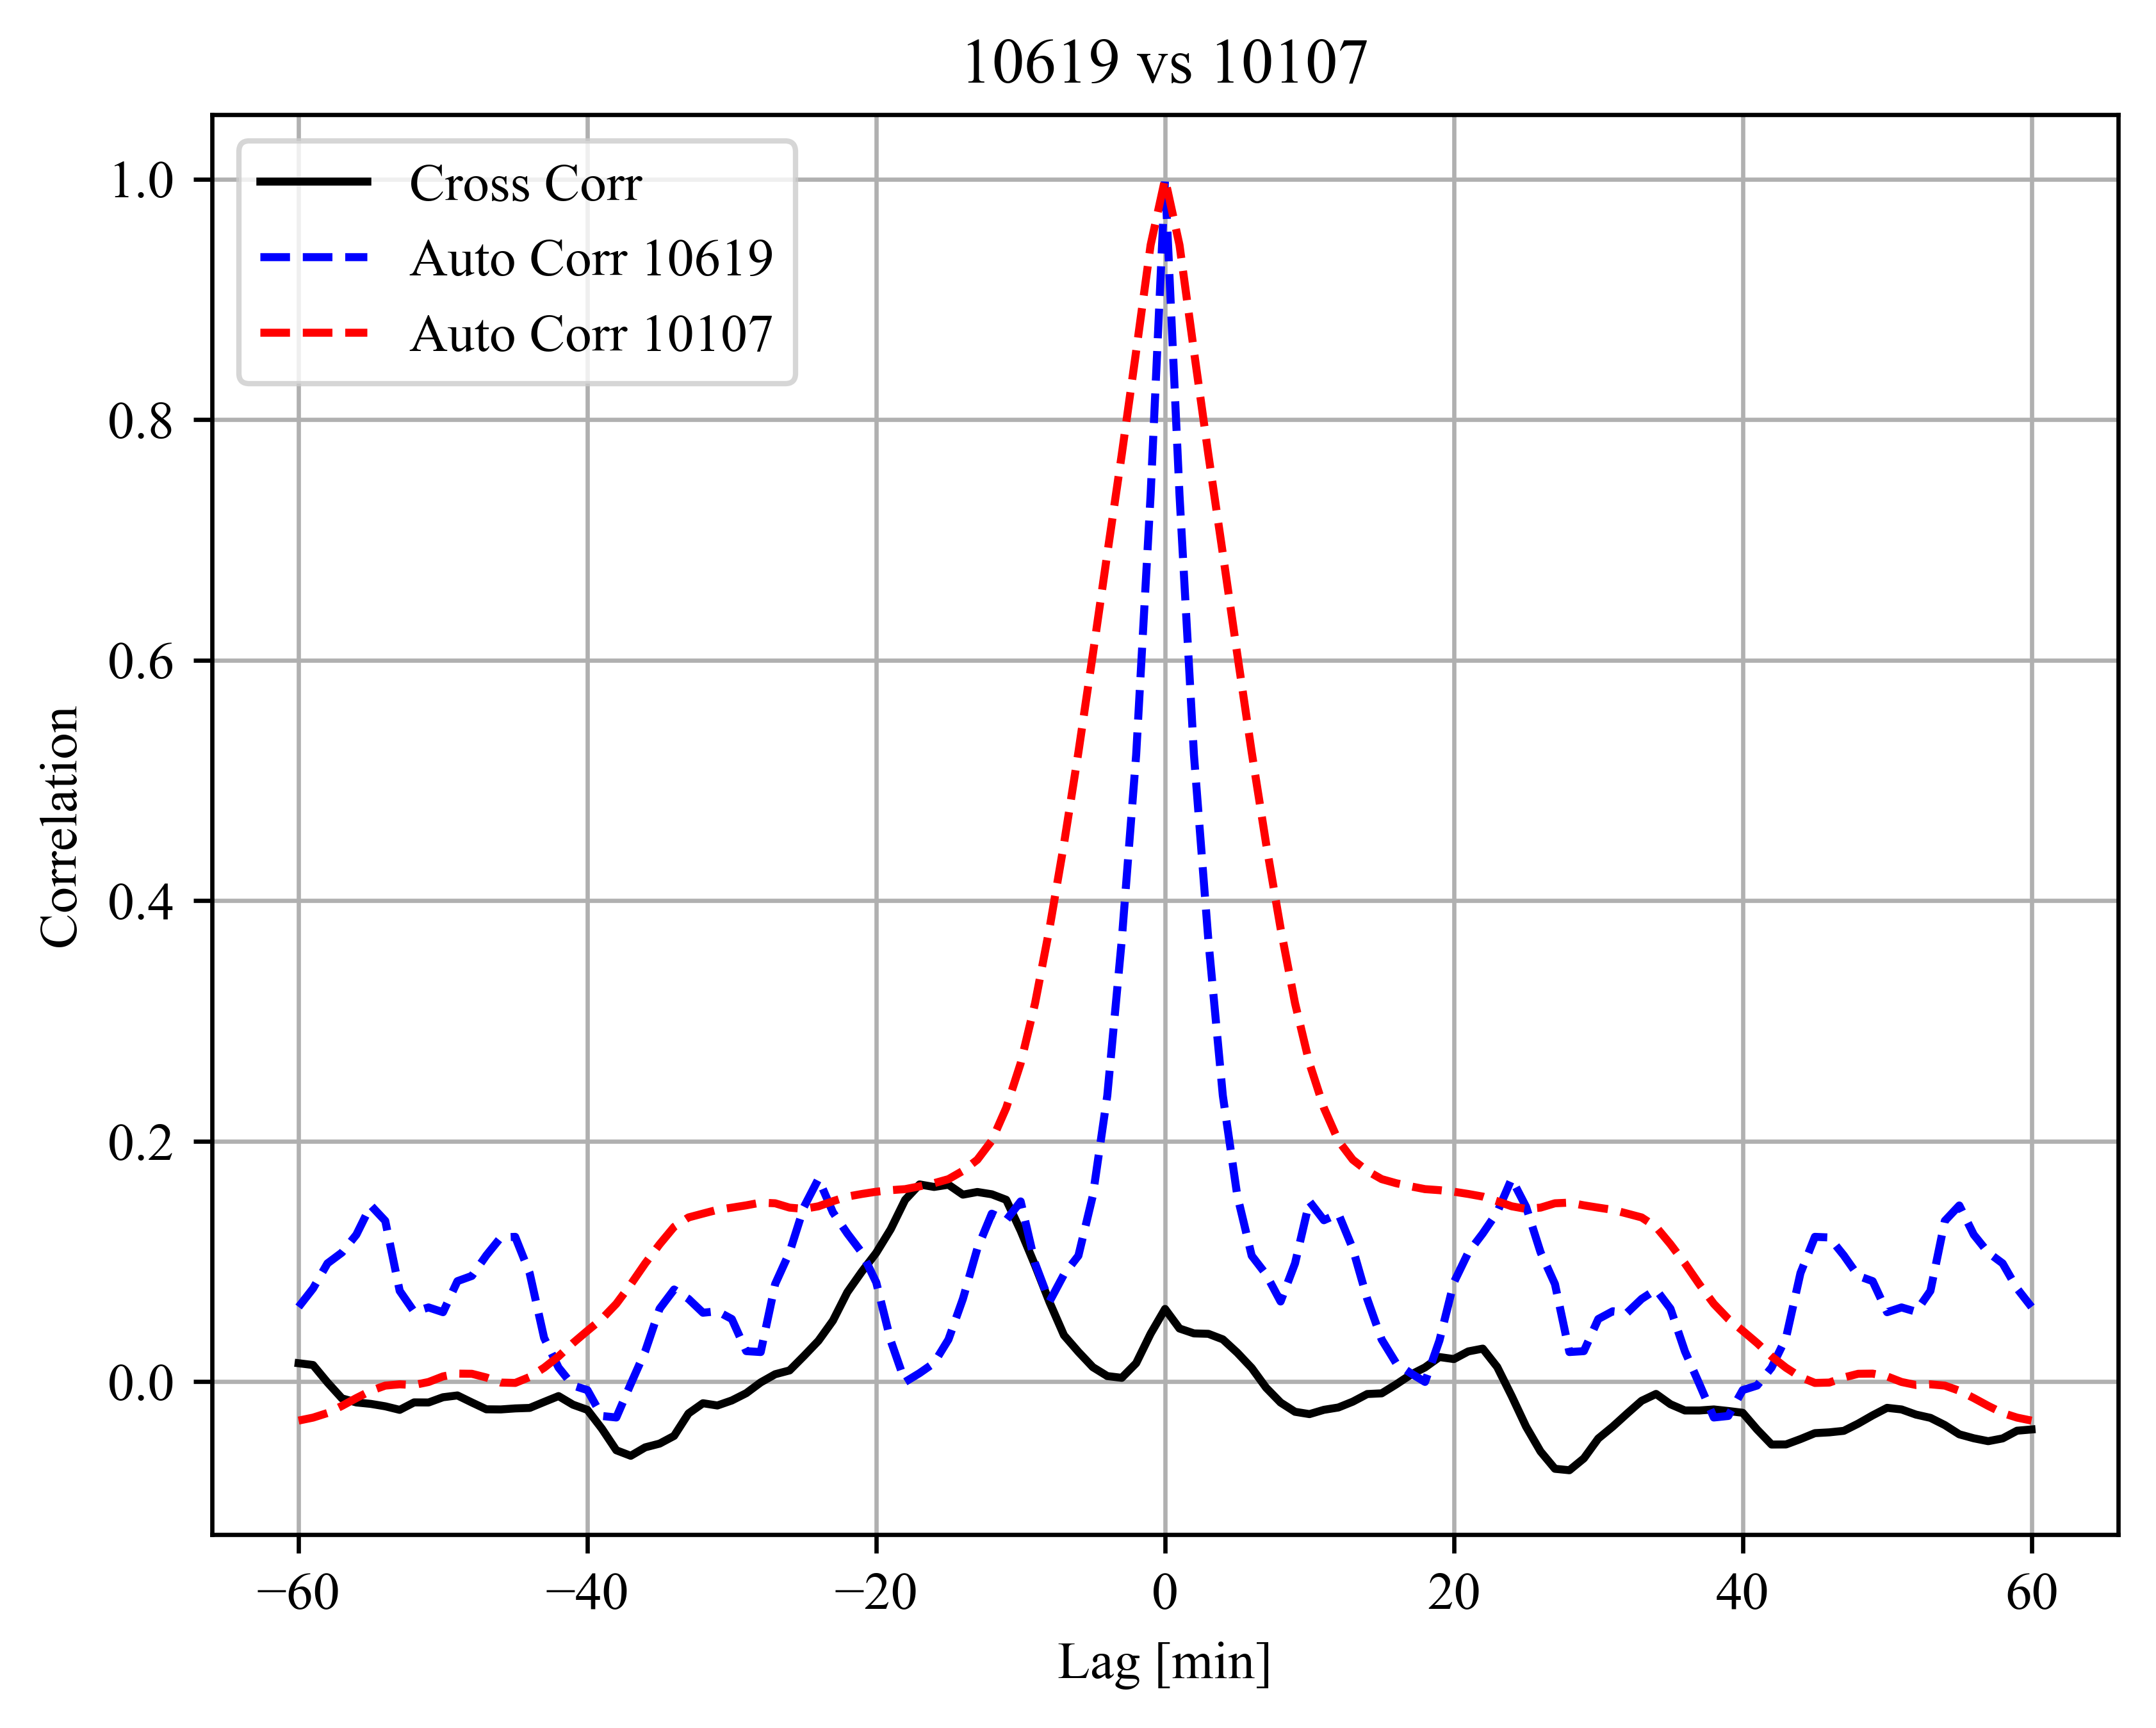 10619 vs 10107
Cross Corr
Auto Corr 10619
Auto Corr 10107
1.0
0.8
0.6
0.4
0.2
0.0
Correlation
−60 −40 −20 0 20 40 60
Lag [min]